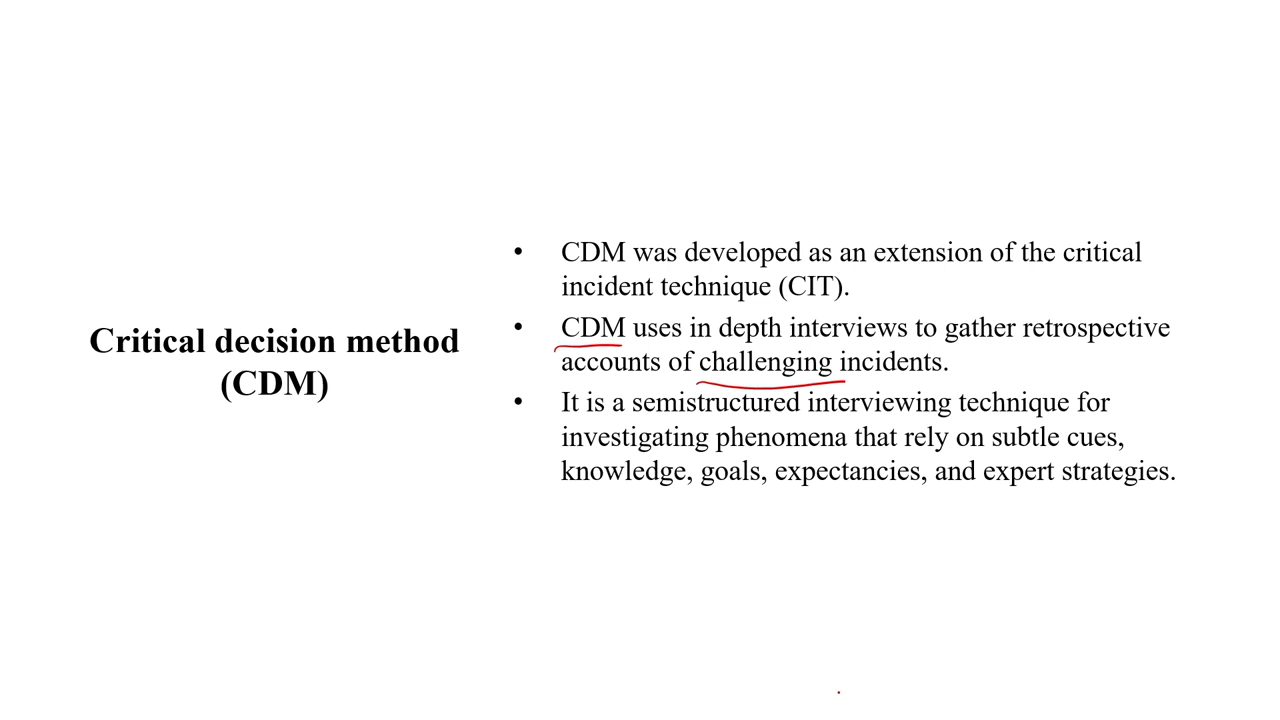 Critical decision method
(CDM)
• CDM was developed as an extension of the critical
incident technique (CIT).
• CDM uses in depth interviews to gather retrospective
accounts of challenging incidents.
• It is a semistructured interviewing technique for
investigating phenomena that rely on subtle cues,
knowledge, goals, expectancies, and expert strategies.